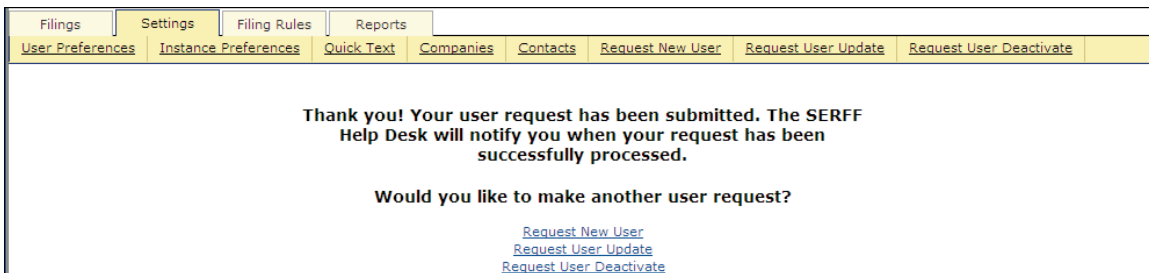 Filings Settings Filing Rules Reports
User Preferences Instance Preferences Quick Text Companies Contacts Request New User Request User Update Request User Deactivate
Thank you! Your user request has been submitted. The SERFF
Help Desk will notify you when your request has been
successfully processed.
Would you like to make another user request?
Request New User
Request User Update
Request User Deactivate